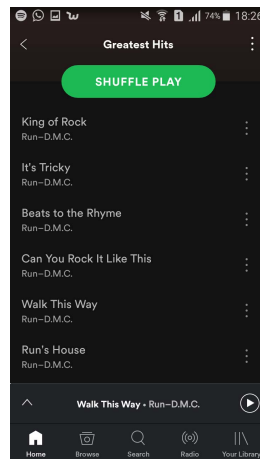 74% 18:26
Greatest Hits
SHUFFLE PLAY
King of Rock
Run-D.M.C.
It's Tricky
Run-D.M.C.
Beats to the Rhyme
Run-D.M.C.
Can You Rock It Like This
Run-D.M.C.
Walk This Way
Run-D.M.C.
Run's House
Run-D.M.C.
Walk This Way • Run-D.M.C.
Home Browse Search Radio Your Library